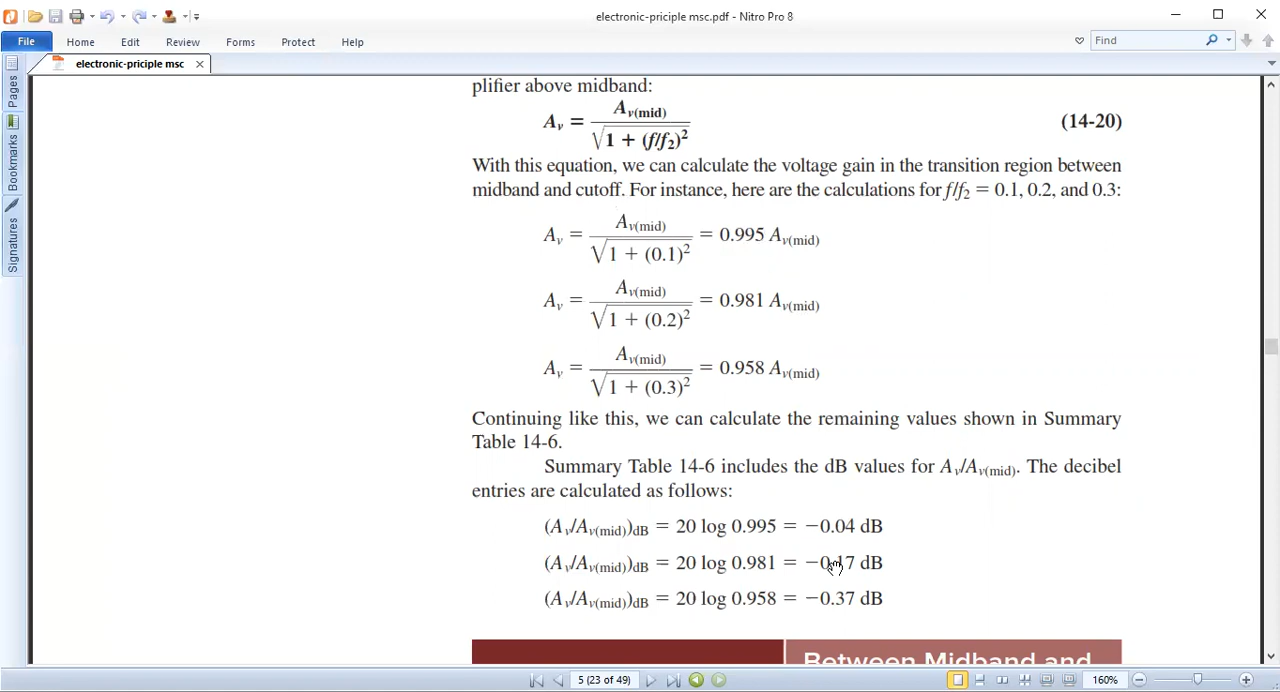 electronic-priciple msc.pdf - Nitro Pro 8
File Home Edit Review Forms Protect Help Find
electronic-priciple msc
Pages
Bookmarks
Signatures
plifier above midband:
Aᵥ = Aᵥ(mid) / √1 + (f/f₂)² (14-20)
With this equation, we can calculate the voltage gain in the transition region between
midband and cutoff. For instance, here are the calculations for f/f₂ = 0.1, 0.2, and 0.3:
Aᵥ = Aᵥ(mid) / √1 + (0.1)² = 0.995 Aᵥ(mid)
Aᵥ = Aᵥ(mid) / √1 + (0.2)² = 0.981 Aᵥ(mid)
Aᵥ = Aᵥ(mid) / √1 + (0.3)² = 0.958 Aᵥ(mid)
Continuing like this, we can calculate the remaining values shown in Summary
Table 14-6.
Summary Table 14-6 includes the dB values for Aᵥ/Aᵥ(mid). The decibel
entries are calculated as follows:
(Aᵥ/Aᵥ(mid))dB = 20 log 0.995 = −0.04 dB
(Aᵥ/Aᵥ(mid))dB = 20 log 0.981 = −0.17 dB
(Aᵥ/Aᵥ(mid))dB = 20 log 0.958 = −0.37 dB
Between Midband and
5 (23 of 49) 160%